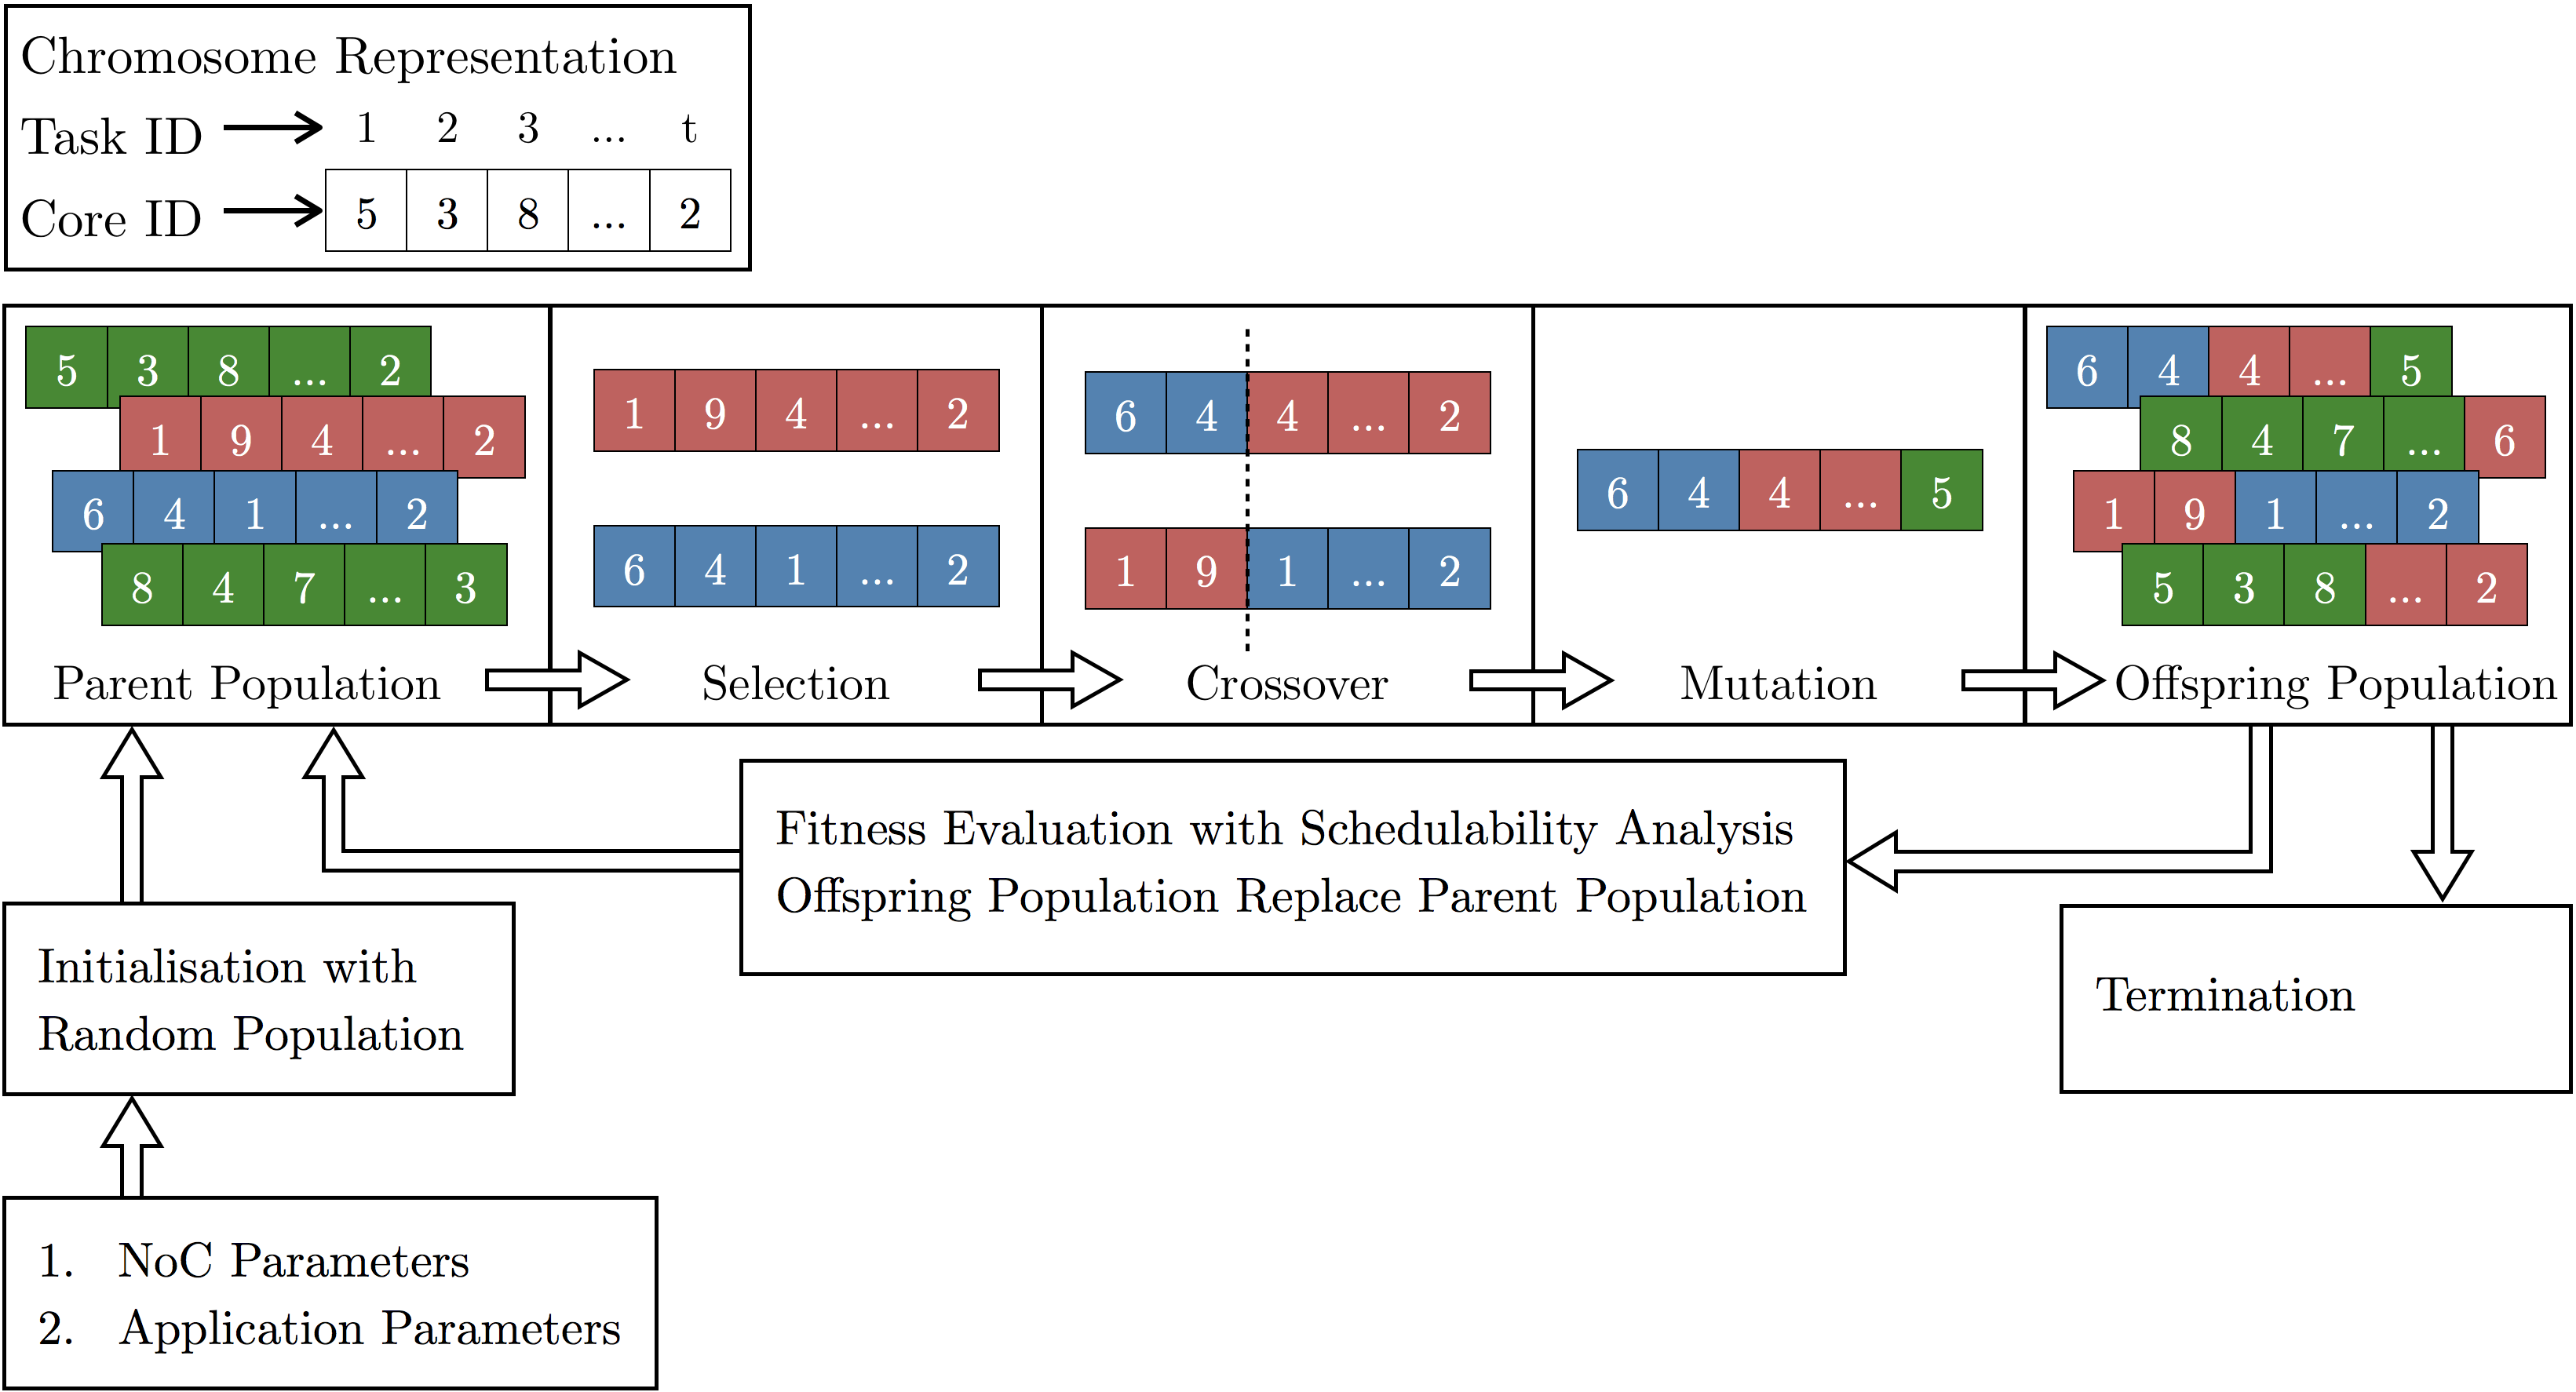 Chromosome Representation
Task ID 1 2 3 ... t
Core ID 5 3 8 ... 2
5 3 8 ... 2
1 9 4 ... 2
6 4 1 ... 2
8 4 7 ... 3
Parent Population
1 9 4 ... 2
6 4 1 ... 2
Selection
6 4 4 ... 2
1 9 1 ... 2
Crossover
6 4 4 ... 5
Mutation
6 4 4 ... 5
8 4 7 ... 6
1 9 1 ... 2
5 3 8 ... 2
Offspring Population
Fitness Evaluation with Schedulability Analysis
Offspring Population Replace Parent Population
Initialisation with
Random Population
Termination
1. NoC Parameters
2. Application Parameters